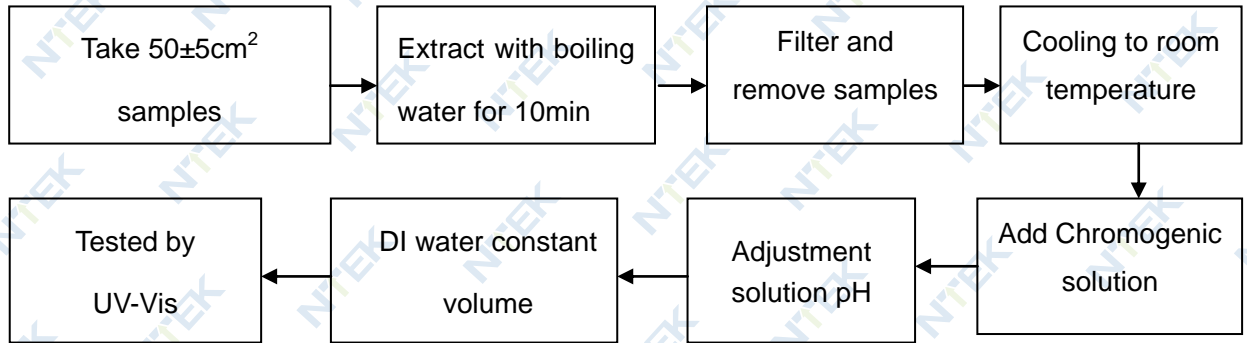 Take 50±5cm²
samples
Extract with boiling
water for 10min
Filter and
remove samples
Cooling to room
temperature
Add Chromogenic
solution
Adjustment
solution pH
DI water constant
volume
Tested by
UV-Vis
NTEK